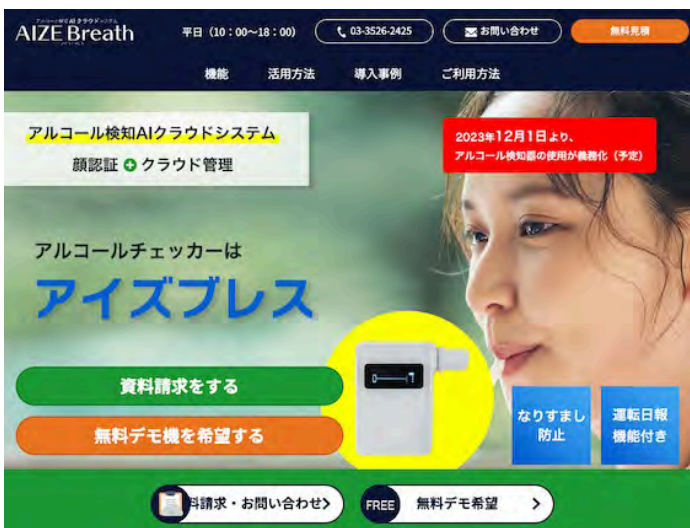 AIZE Breath
平日（10：00〜18：00）
03-3526-2425
お問い合わせ
無料見積
機能 活用方法 導入事例 ご利用方法
アルコール検知AIクラウドシステム
顔認証 クラウド管理
2023年12月1日より、
アルコール検知器の使用が義務化（予定）
アルコールチェッカーは
アイズブレス
資料請求をする
無料デモ機を希望する
なりすまし
防止
運転日報
機能付き
料請求・お問い合わせ
FREE 無料デモ希望